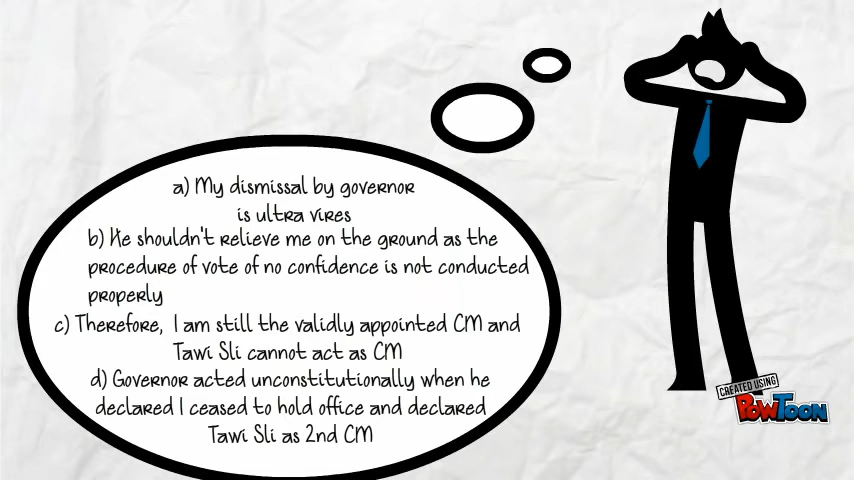 a) My dismissal by governor
is ultra vires
b) He shouldn't relieve me on the ground as the
procedure of vote of no confidence is not conducted
properly
c) Therefore, I am still the validly appointed CM and
Tawi Sli cannot act as CM
d) Governor acted unconstitutionally when he
declared I ceased to hold office and declared
Tawi Sli as 2nd CM
CREATED USING
POWTOON